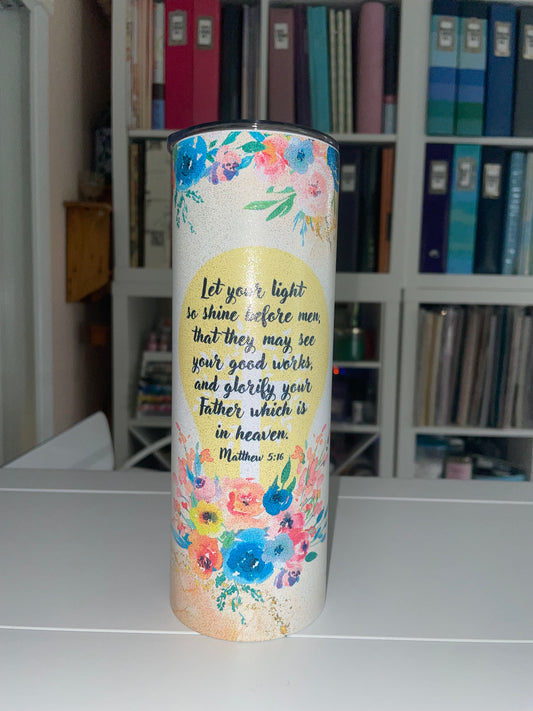 Let your light
so shine before men,
that they may see
your good works,
and glorify your
Father which is
in heaven.
Matthew 5:16